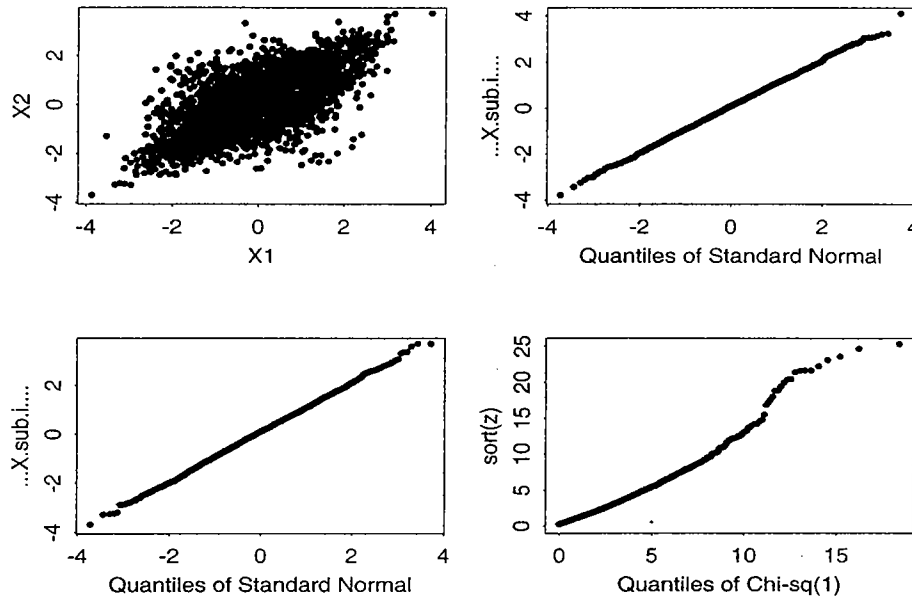 X2
-4 -2 0 2
-4 -2 0 2 4
X1
...X.sub.i....
-4 -2 0 2 4
-4 -2 0 2 4
Quantiles of Standard Normal
...X.sub.i....
-4 -2 0 2
-4 -2 0 2 4
Quantiles of Standard Normal
sort(z)
0 5 10 15 20 25
0 5 10 15
Quantiles of Chi-sq(1)